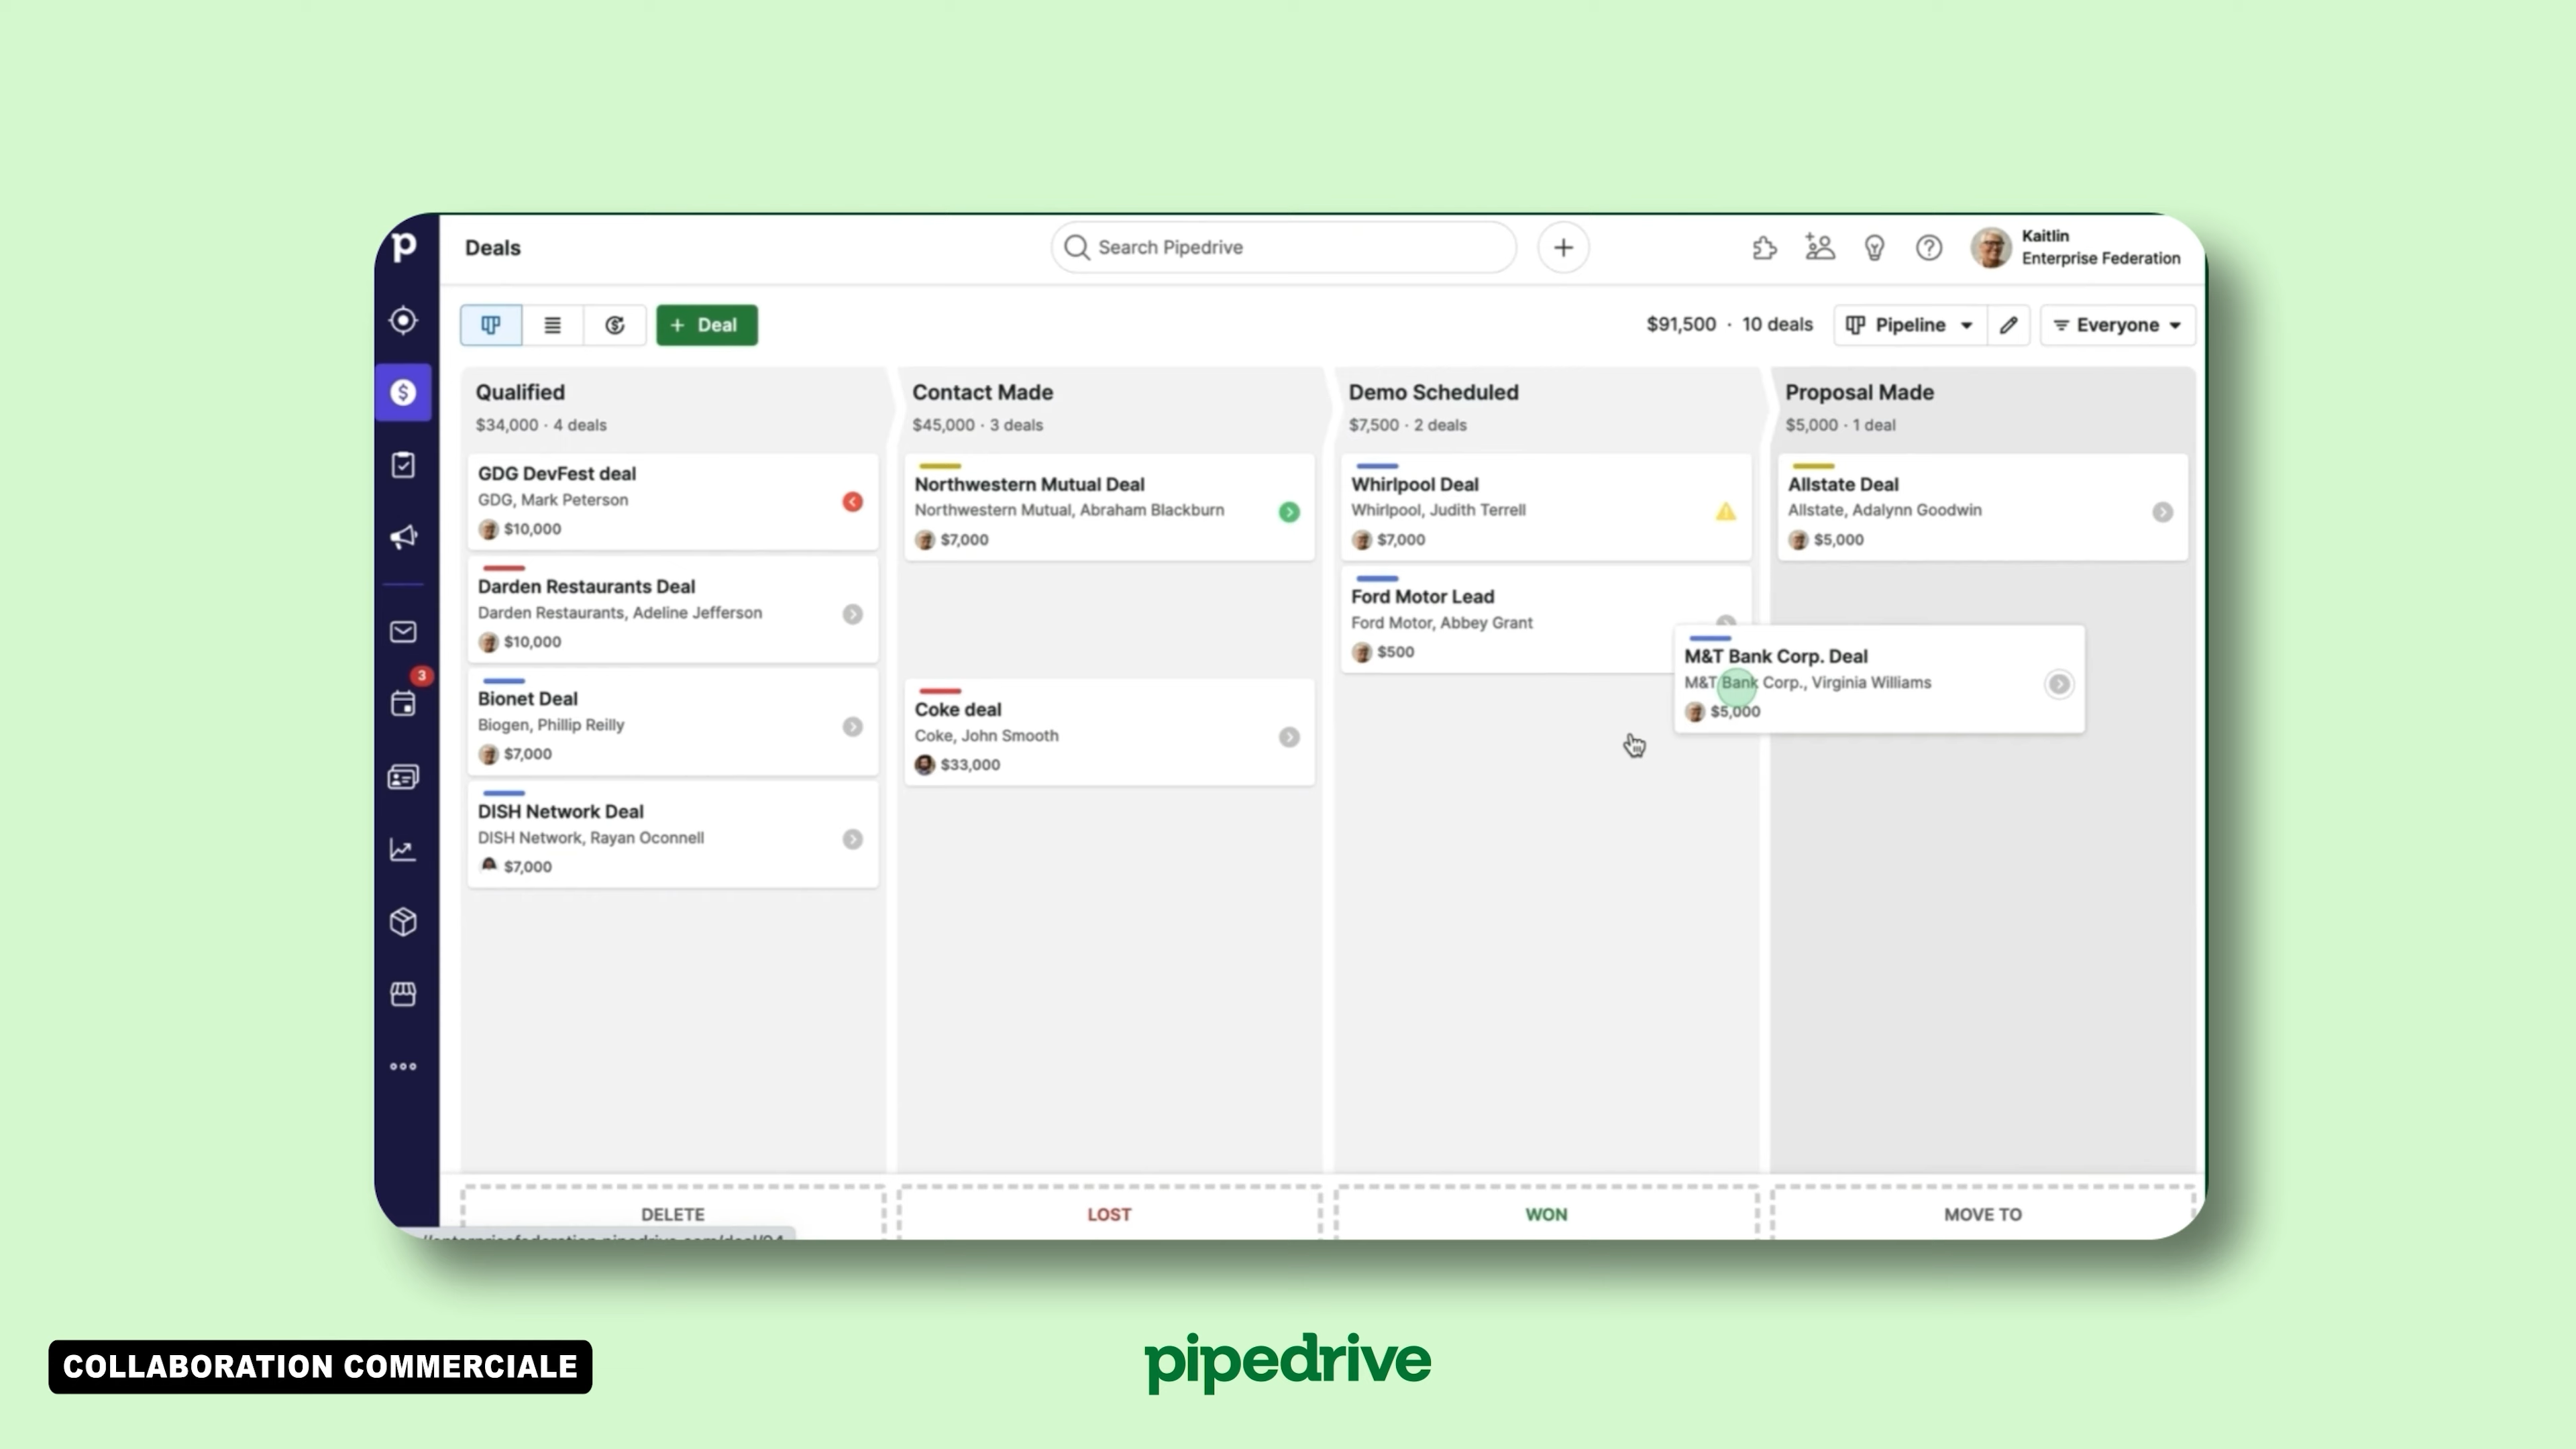 p
Deals
Search Pipedrive
Kaitlin
Enterprise Federation
+ Deal
$91,500 · 10 deals
Pipeline
Everyone
Qualified
$34,000 · 4 deals
GDG DevFest deal
GDG, Mark Peterson
$10,000
Darden Restaurants Deal
Darden Restaurants, Adeline Jefferson
$10,000
Bionet Deal
Biogen, Phillip Reilly
$7,000
DISH Network Deal
DISH Network, Rayan Oconnell
$7,000
Contact Made
$45,000 · 3 deals
Northwestern Mutual Deal
Northwestern Mutual, Abraham Blackburn
$7,000
Coke deal
Coke, John Smooth
$33,000
Demo Scheduled
$7,500 · 2 deals
Whirlpool Deal
Whirlpool, Judith Terrell
$7,000
Ford Motor Lead
Ford Motor, Abbey Grant
$500
Proposal Made
$5,000 · 1 deal
Allstate Deal
Allstate, Adalynn Goodwin
$5,000
M&T Bank Corp. Deal
M&T Bank Corp., Virginia Williams
$5,000
3
DELETE
LOST
WON
MOVE TO
COLLABORATION COMMERCIALE
pipedrive